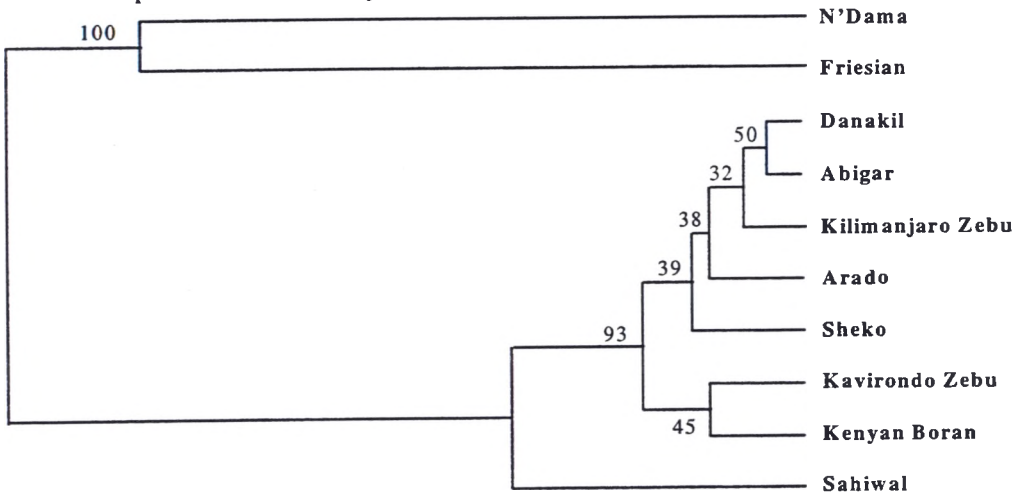 N'Dama
100
Friesian
Danakil
50
Abigar
32
Kilimanjaro Zebu
38
Arado
39
Sheko
93
Kavirondo Zebu
45
Kenyan Boran
Sahiwal